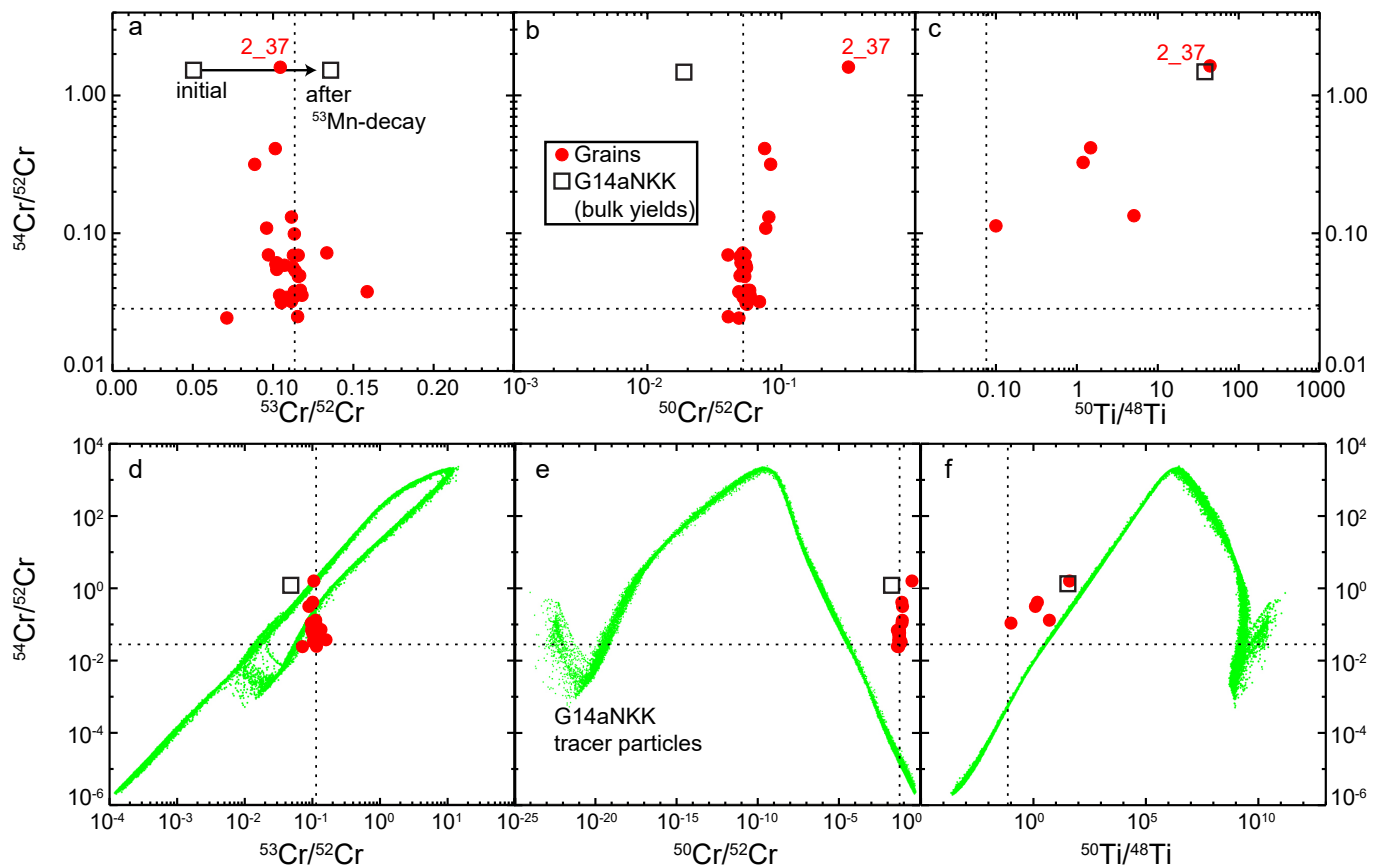 a
2_37
initial
after
⁵³Mn-decay
1.00
0.10
0.01
⁵⁴Cr/⁵²Cr
0.00
0.05
0.10
0.15
0.20
⁵³Cr/⁵²Cr
b
2_37
Grains
G14aNKK
(bulk yields)
10⁻³
10⁻²
10⁻¹
⁵⁰Cr/⁵²Cr
c
2_37
1.00
0.10
0.01
0.10
1
10
100
1000
⁵⁰Ti/⁴⁸Ti
d
10⁴
10²
10⁰
10⁻²
10⁻⁴
10⁻⁶
⁵⁴Cr/⁵²Cr
10⁻⁴
10⁻³
10⁻²
10⁻¹
10⁰
10¹
10²
⁵³Cr/⁵²Cr
e
G14aNKK
tracer particles
10⁻²⁵
10⁻²⁰
10⁻¹⁵
10⁻¹⁰
10⁻⁵
10⁰
⁵⁰Cr/⁵²Cr
f
10⁴
10²
10⁰
10⁻²
10⁻⁴
10⁻⁶
10⁰
10⁵
10¹⁰
⁵⁰Ti/⁴⁸Ti